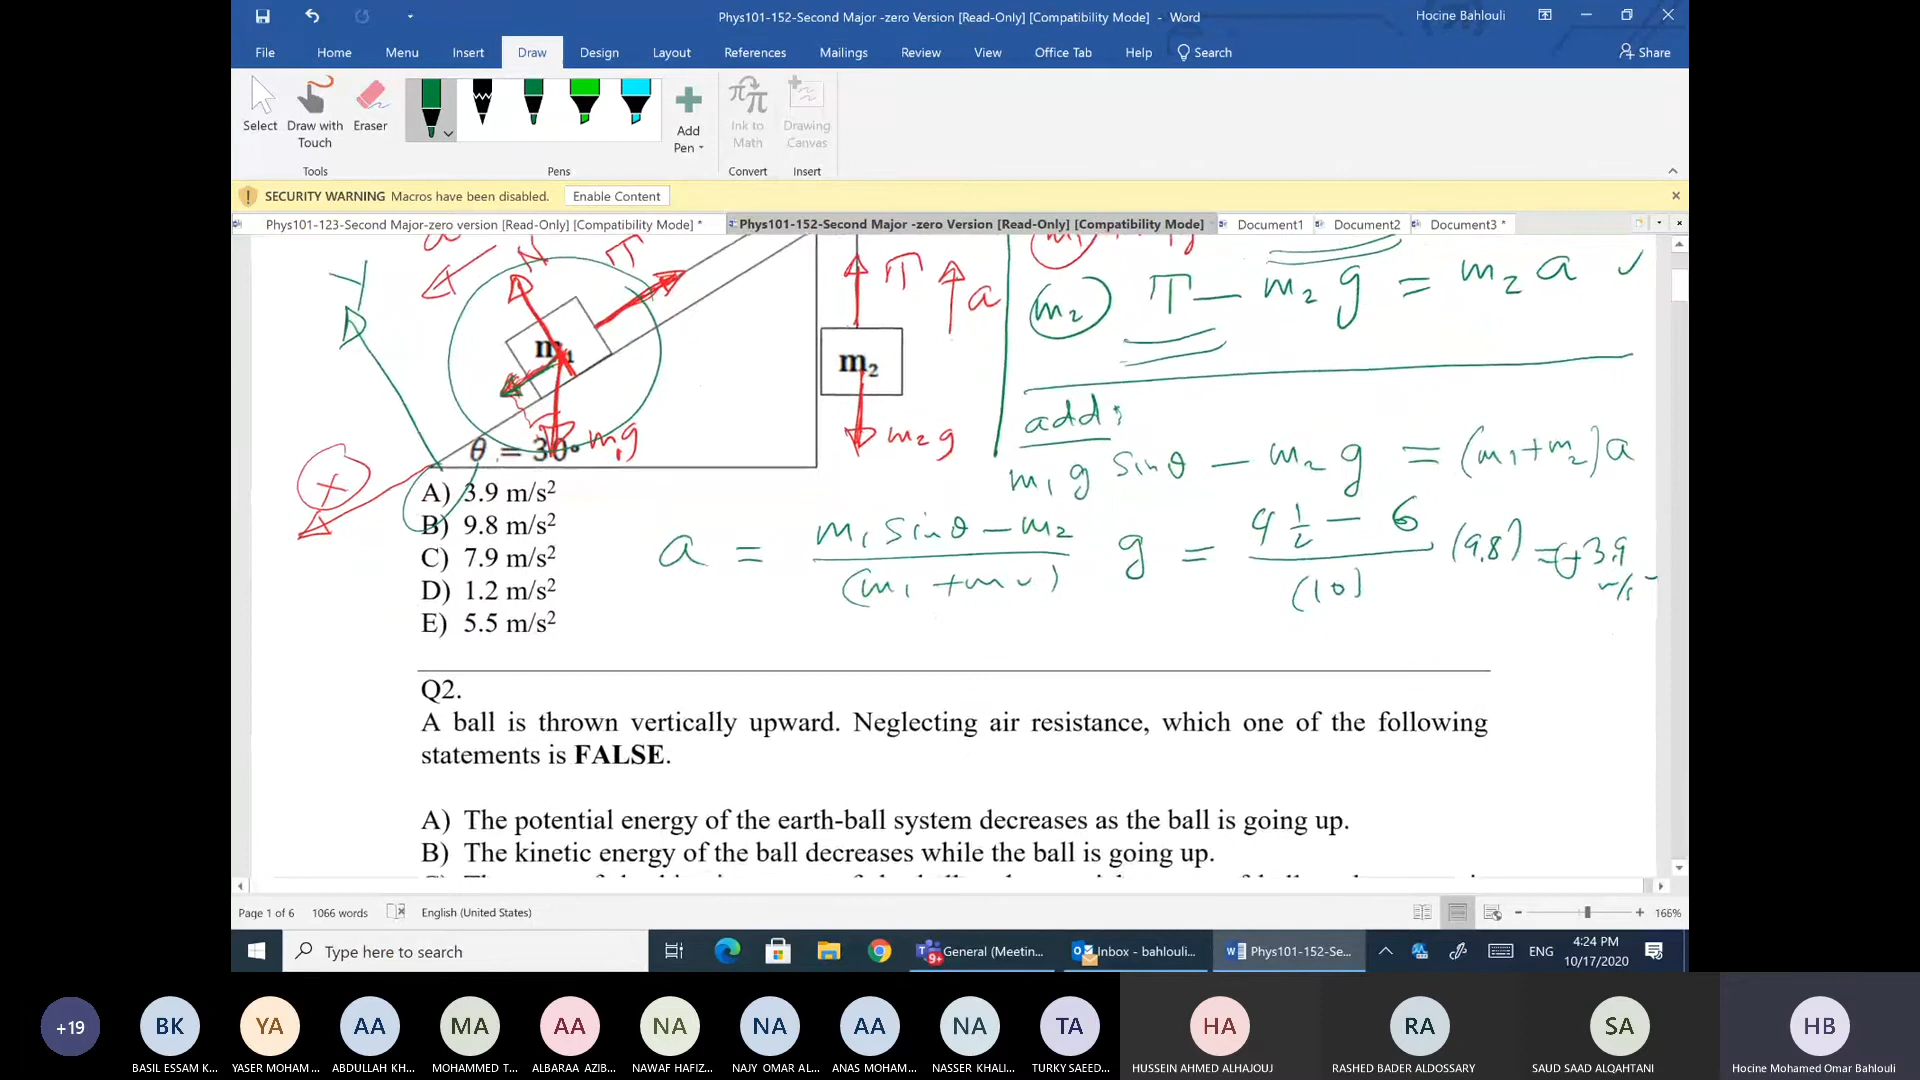 Phys101-152-Second Major -zero Version [Read-Only] [Compatibility Mode] - Word
Hocine Bahlouli
File Home Menu Insert Draw Design Layout References Mailings Review View Office Tab Help Search Share
Select
Draw with Touch
Eraser
Add Pen
Ink to Math
Drawing Canvas
Tools
Pens
Convert
Insert
SECURITY WARNING Macros have been disabled. Enable Content
Phys101-123-Second Major-zero version [Read-Only] [Compatibility Mode] *
Phys101-152-Second Major -zero Version [Read-Only] [Compatibility Mode]
Document1
Document2
Document3 *
a N T
Y
T a
m₁
m₂
m₁g
m₂g
θ = 30°
X
m₂ T - m₂ g = m₂ a ✓
add:
m₁ g sinθ - m₂ g = (m₁+m₂)a
A) 3.9 m/s²
B) 9.8 m/s²
C) 7.9 m/s²
D) 1.2 m/s²
E) 5.5 m/s²
a = m₁ sinθ - m₂
g = 4 1/2 - 6
(10)
(9.8) = 3.9 m/s
Q2.
A ball is thrown vertically upward. Neglecting air resistance, which one of the following
statements is FALSE.
A) The potential energy of the earth-ball system decreases as the ball is going up.
B) The kinetic energy of the ball decreases while the ball is going up.
Page 1 of 6 1066 words English (United States) 166%
Type here to search
General (Meetin...
Inbox - bahlouli...
Phys101-152-Se...
ENG
4:24 PM
10/17/2020
9+
+19 BK YA AA MA AA NA NA AA NA TA HA RA SA HB
BASIL ESSAM K...
YASER MOHAM...
ABDULLAH KH...
MOHAMMED T...
ALBARAA AZIB...
NAWAF HAFIZ...
NAJY OMAR AL...
ANAS MOHAM...
NASSER KHALI...
TURKY SAEED...
HUSSEIN AHMED ALHAJOUJ
RASHED BADER ALDOSSARY
SAUD SAAD ALQAHTANI
Hocine Mohamed Omar Bahlouli